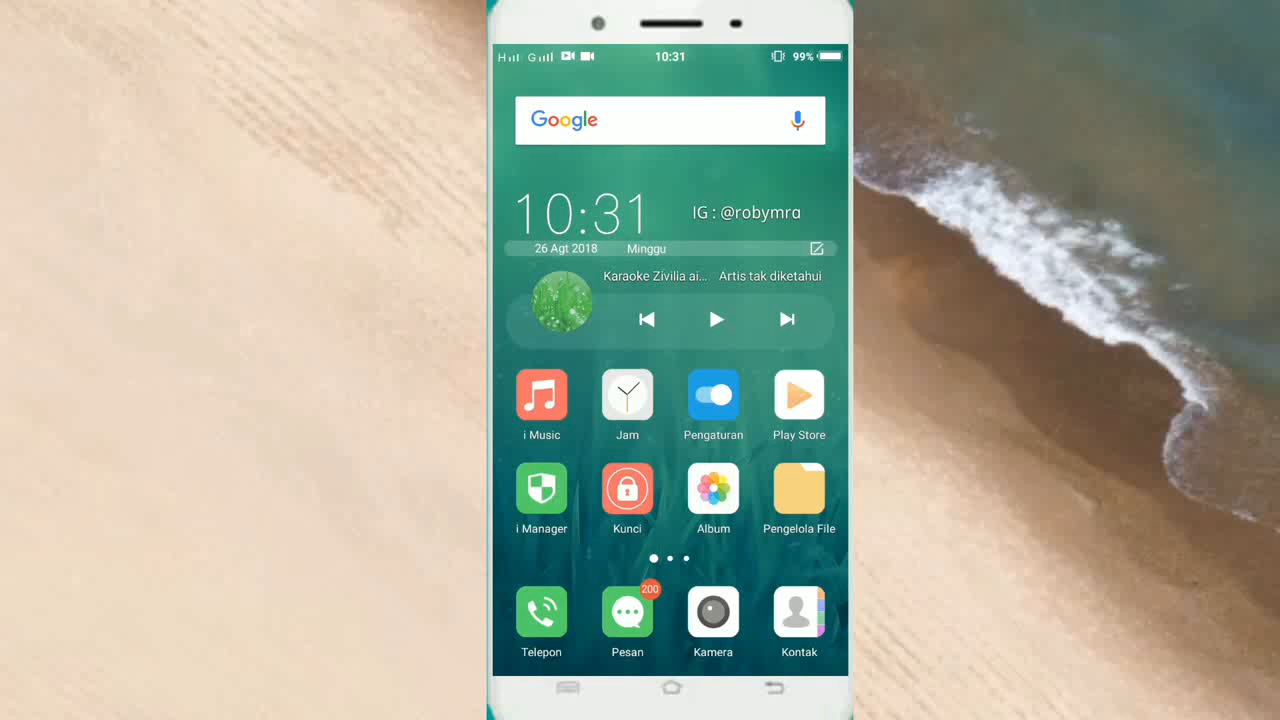 H G 10:31 99%
Google
10:31 IG : @robymra
26 Agt 2018 Minggu
Karaoke Zivilia ai... Artis tak diketahui
i Music Jam Pengaturan Play Store
i Manager Kunci Album Pengelola File
200
Telepon Pesan Kamera Kontak